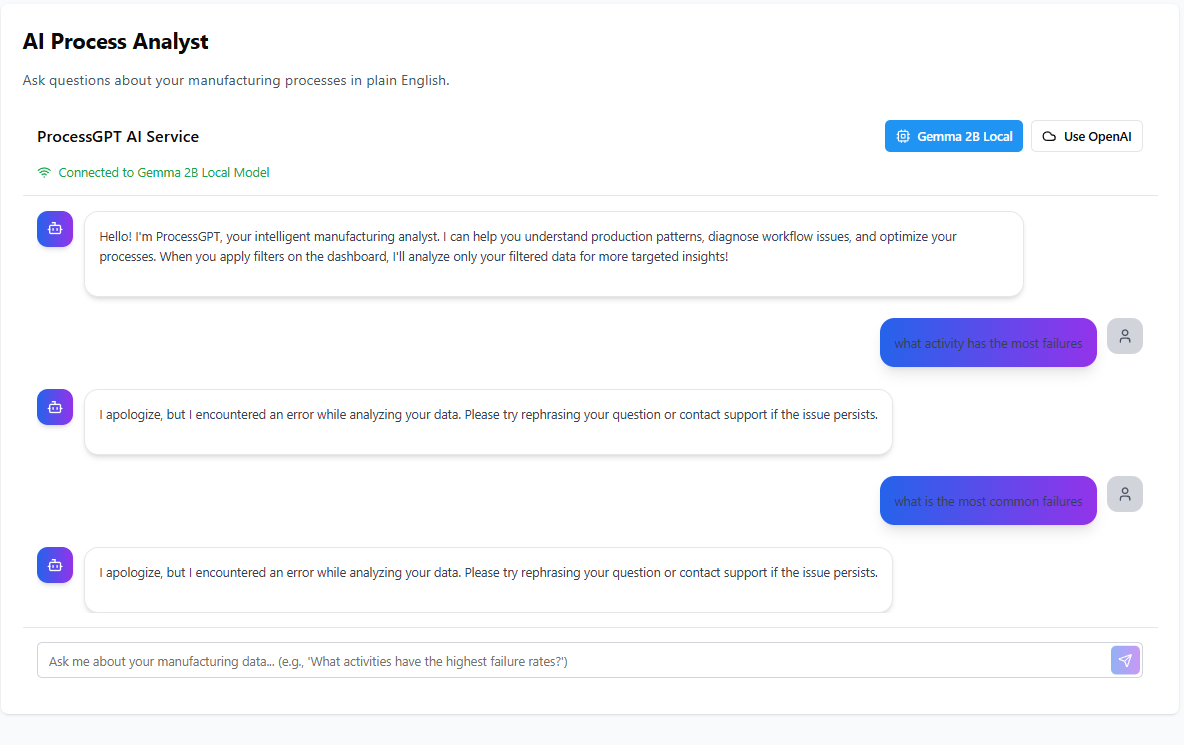 AI Process Analyst
Ask questions about your manufacturing processes in plain English.
ProcessGPT AI Service
Gemma 2B Local
Use OpenAI
Connected to Gemma 2B Local Model
Hello! I'm ProcessGPT, your intelligent manufacturing analyst. I can help you understand production patterns, diagnose workflow issues, and optimize your
processes. When you apply filters on the dashboard, I'll analyze only your filtered data for more targeted insights!
what activity has the most failures
I apologize, but I encountered an error while analyzing your data. Please try rephrasing your question or contact support if the issue persists.
what is the most common failures
I apologize, but I encountered an error while analyzing your data. Please try rephrasing your question or contact support if the issue persists.
Ask me about your manufacturing data... (e.g., 'What activities have the highest failure rates?')